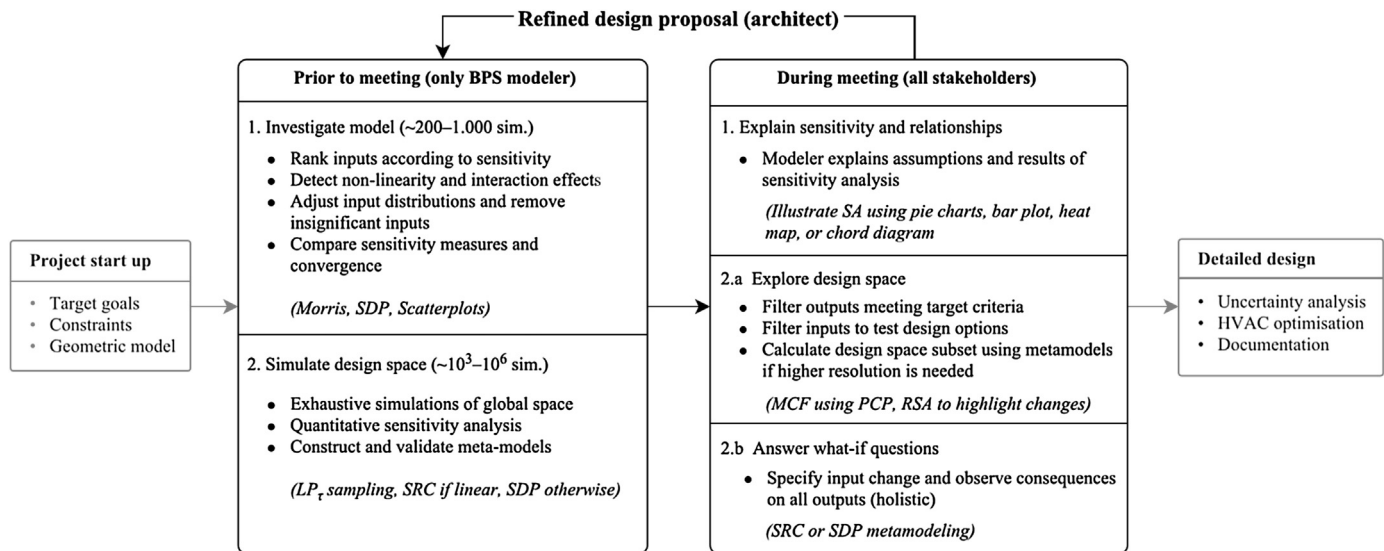 Refined design proposal (architect)
Project start up
• Target goals
• Constraints
• Geometric model
Prior to meeting (only BPS modeler)
1. Investigate model (~200–1.000 sim.)
• Rank inputs according to sensitivity
• Detect non-linearity and interaction effects
• Adjust input distributions and remove
insignificant inputs
• Compare sensitivity measures and
convergence
(Morris, SDP, Scatterplots)
2. Simulate design space (~10³–10⁶ sim.)
• Exhaustive simulations of global space
• Quantitative sensitivity analysis
• Construct and validate meta-models
(LPτ sampling, SRC if linear, SDP otherwise)
During meeting (all stakeholders)
1. Explain sensitivity and relationships
• Modeler explains assumptions and results of
sensitivity analysis
(Illustrate SA using pie charts, bar plot, heat
map, or chord diagram
2.a Explore design space
• Filter outputs meeting target criteria
• Filter inputs to test design options
• Calculate design space subset using metamodels
if higher resolution is needed
(MCF using PCP, RSA to highlight changes)
2.b Answer what-if questions
• Specify input change and observe consequences
on all outputs (holistic)
(SRC or SDP metamodeling)
Detailed design
• Uncertainty analysis
• HVAC optimisation
• Documentation